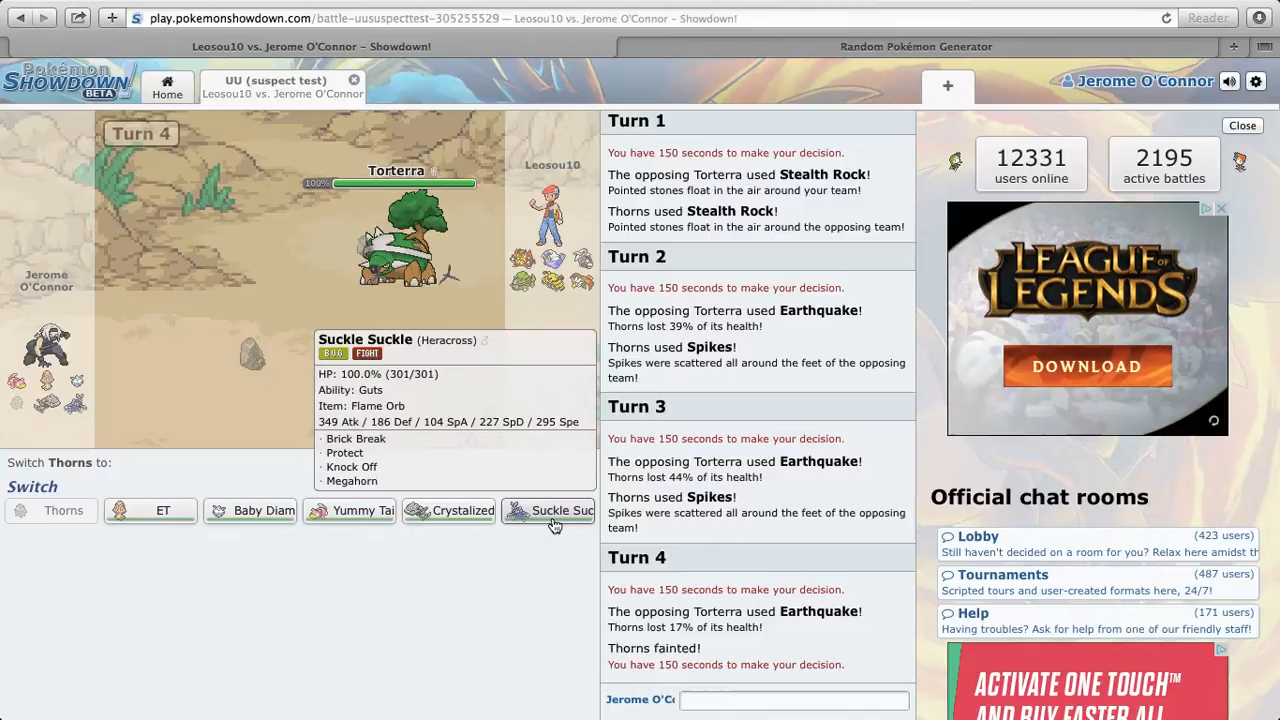 play.pokemonshowdown.com/battle-uususpecttest-305255529 — Leosou10 vs. Jerome O'Connor – Showdown!
Reader
Leosou10 vs. Jerome O'Connor – Showdown!
Random Pokémon Generator
Pokémon
SHOWDOWN
BETA
Home
UU (suspect test)
Leosou10 vs. Jerome O'Connor
Jerome O'Connor
Turn 4
Torterra
100%
Leosou10
Jerome
O'Connor
Suckle Suckle (Heracross) ♂
BUG FIGHT
HP: 100.0% (301/301)
Ability: Guts
Item: Flame Orb
349 Atk / 186 Def / 104 SpA / 227 SpD / 295 Spe
· Brick Break
· Protect
· Knock Off
· Megahorn
Switch Thorns to:
Switch
Thorns
ET
Baby Diam
Yummy Tai
Crystalized
Suckle Suc
Turn 1
You have 150 seconds to make your decision.
The opposing Torterra used Stealth Rock!
Pointed stones float in the air around your team!
Thorns used Stealth Rock!
Pointed stones float in the air around the opposing team!
Turn 2
You have 150 seconds to make your decision.
The opposing Torterra used Earthquake!
Thorns lost 39% of its health!
Thorns used Spikes!
Spikes were scattered all around the feet of the opposing
team!
Turn 3
You have 150 seconds to make your decision.
The opposing Torterra used Earthquake!
Thorns lost 44% of its health!
Thorns used Spikes!
Spikes were scattered all around the feet of the opposing
team!
Turn 4
You have 150 seconds to make your decision.
The opposing Torterra used Earthquake!
Thorns lost 17% of its health!
Thorns fainted!
You have 150 seconds to make your decision.
Jerome O'Co
Close
12331
users online
2195
active battles
LEAGUE of
LEGENDS
DOWNLOAD
Official chat rooms
Lobby (423 users)
Still haven't decided on a room for you? Relax here amidst th
Tournaments (487 users)
Scripted tours and user-created formats here, 24/7!
Help (171 users)
Having troubles? Ask for help from one of our friendly staff!
ACTIVATE ONE TOUCH™
AND BUY FASTER ALL